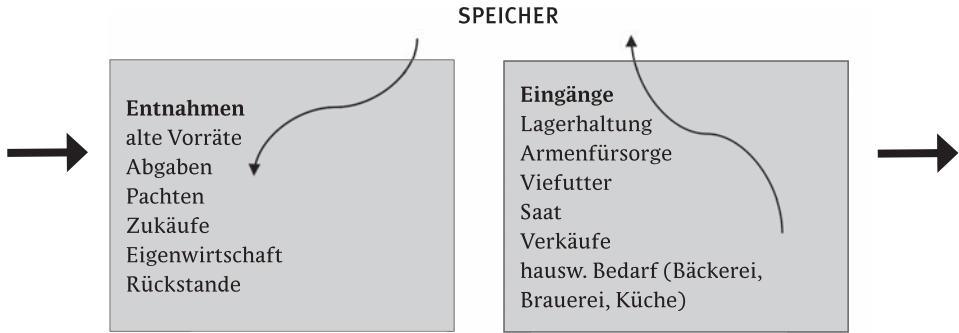 SPEICHER
Entnahmen
alte Vorräte
Abgaben
Pachten
Zukäufe
Eigenwirtschaft
Rückstande
Eingänge
Lagerhaltung
Armenfürsorge
Viefutter
Saat
Verkäufe
hausw. Bedarf (Bäckerei,
Brauerei, Küche)